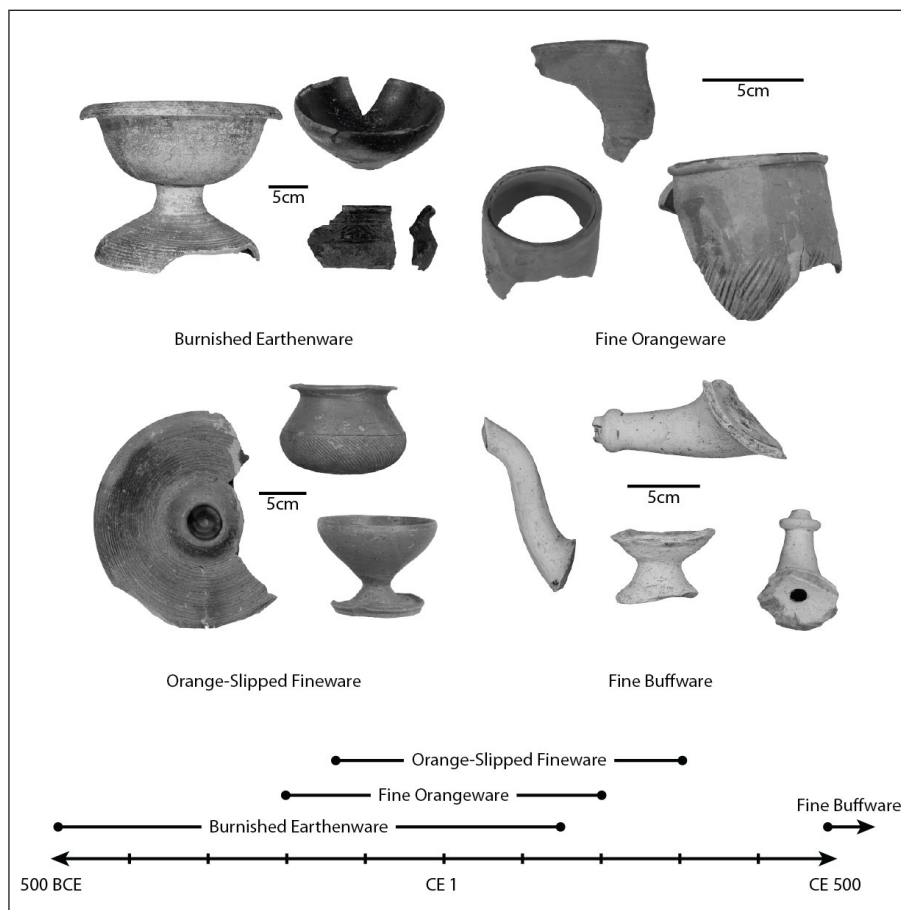 5cm
5cm
Burnished Earthenware
Fine Orangeware
5cm
5cm
Orange-Slipped Fineware
Fine Buffware
Orange-Slipped Fineware
Fine Orangeware
Fine Buffware
Burnished Earthenware
500 BCE
CE 1
CE 500